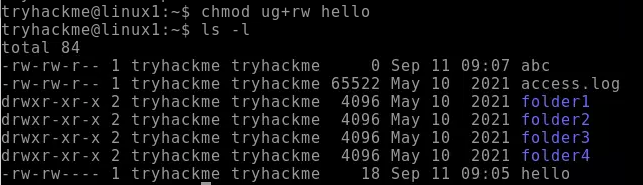 tryhackme@linux1:~$ chmod ug+rw hello
tryhackme@linux1:~$ ls -l
total 84
-rw-rw-r-- 1 tryhackme tryhackme     0 Sep 11 09:07 abc
-rw-rw-r-- 1 tryhackme tryhackme 65522 May 10  2021 access.log
drwxr-xr-x 2 tryhackme tryhackme  4096 May 10  2021 folder1
drwxr-xr-x 2 tryhackme tryhackme  4096 May 10  2021 folder2
drwxr-xr-x 2 tryhackme tryhackme  4096 May 10  2021 folder3
drwxr-xr-x 2 tryhackme tryhackme  4096 May 10  2021 folder4
-rw-rw---- 1 tryhackme tryhackme    18 Sep 11 09:05 hello